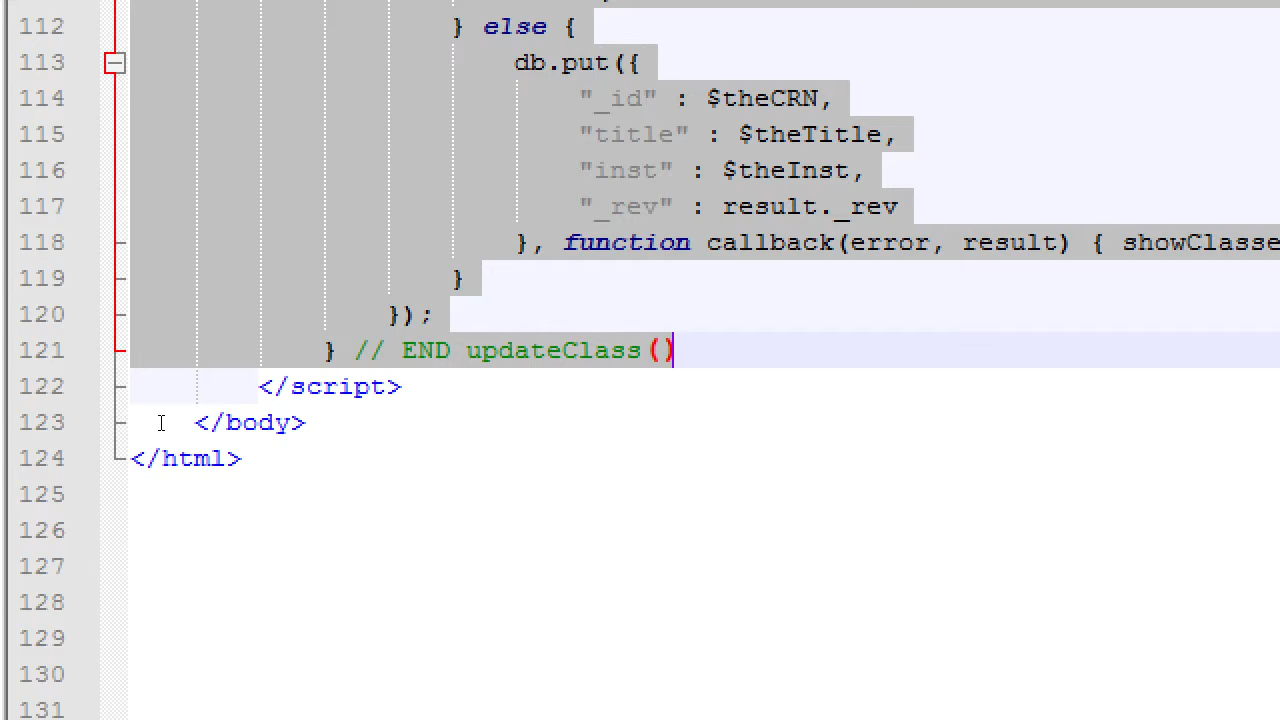 112 } else {
113 db.put({
114 "_id" : $theCRN,
115 "title" : $theTitle,
116 "inst" : $theInst,
117 "_rev" : result._rev
118 }, function callback(error, result) { showClasse
119 }
120 });
121 } // END updateClass()
122 </script>
123 </body>
124 </html>
125
126
127
128
129
130
131